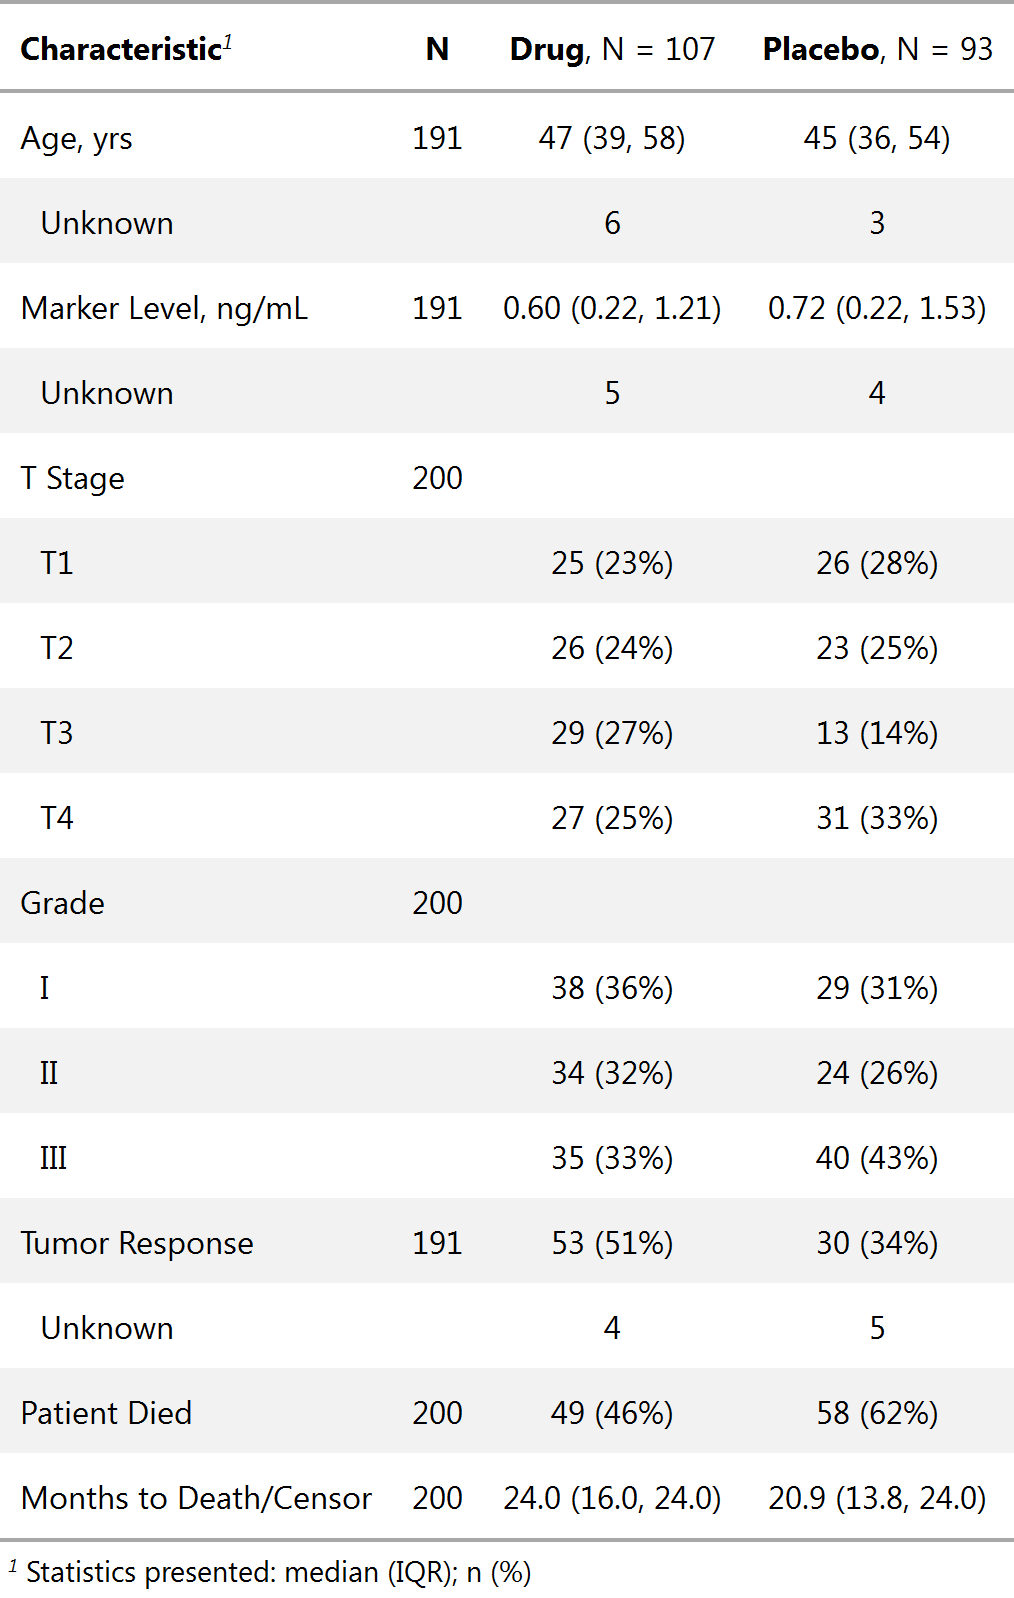 Characteristic1 N Drug, N = 107 Placebo, N = 93
Age, yrs 191 47 (39, 58) 45 (36, 54)
Unknown 6 3
Marker Level, ng/mL 191 0.60 (0.22, 1.21) 0.72 (0.22, 1.53)
Unknown 5 4
T Stage 200
T1 25 (23%) 26 (28%)
T2 26 (24%) 23 (25%)
T3 29 (27%) 13 (14%)
T4 27 (25%) 31 (33%)
Grade 200
I 38 (36%) 29 (31%)
II 34 (32%) 24 (26%)
III 35 (33%) 40 (43%)
Tumor Response 191 53 (51%) 30 (34%)
Unknown 4 5
Patient Died 200 49 (46%) 58 (62%)
Months to Death/Censor 200 24.0 (16.0, 24.0) 20.9 (13.8, 24.0)
1 Statistics presented: median (IQR); n (%)